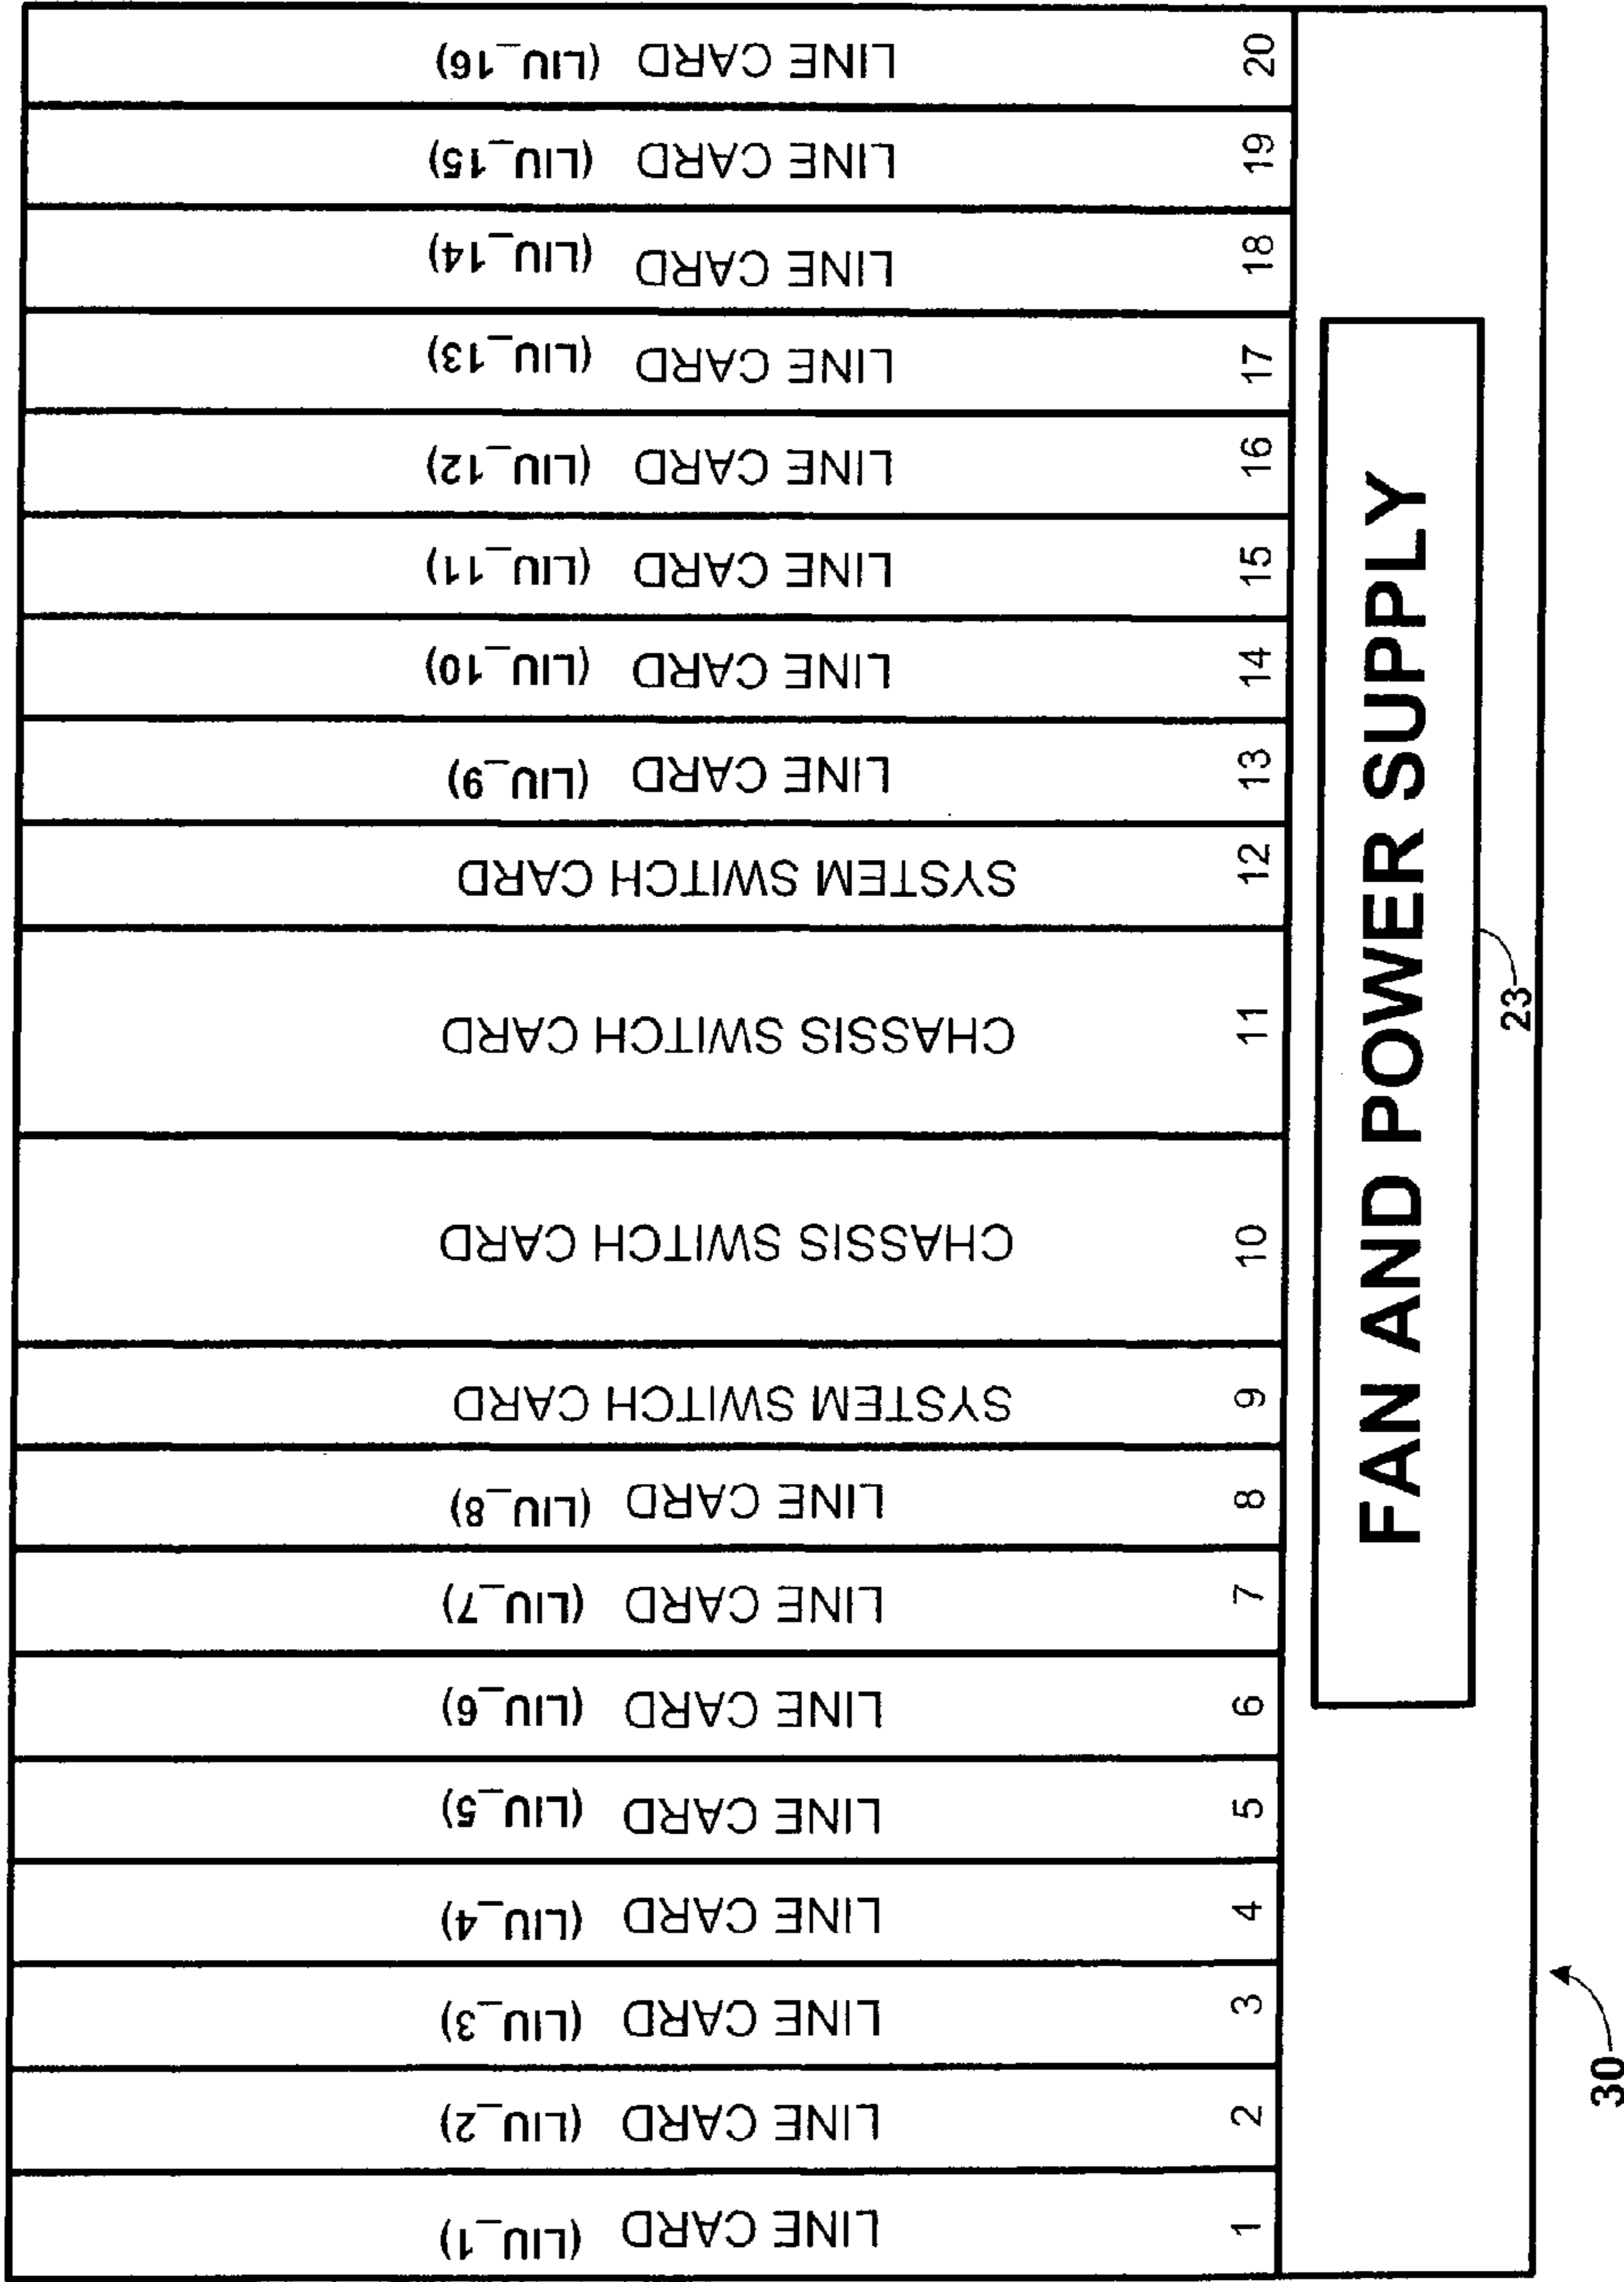 LINE CARD (LIU_16) 20
LINE CARD (LIU_15) 19
LINE CARD (LIU_14) 18
LINE CARD (LIU_13) 17
LINE CARD (LIU_12) 16
LINE CARD (LIU_11) 15
LINE CARD (LIU_10) 14
LINE CARD (LIU_9) 13
SYSTEM SWITCH CARD 12
CHASSIS SWITCH CARD 11
CHASSIS SWITCH CARD 10
SYSTEM SWITCH CARD 9
LINE CARD (LIU_8) 8
LINE CARD (LIU_7) 7
LINE CARD (LIU_6) 6
LINE CARD (LIU_5) 5
LINE CARD (LIU_4) 4
LINE CARD (LIU_3) 3
LINE CARD (LIU_2) 2
LINE CARD (LIU_1) 1
FAN AND POWER SUPPLY
23
30